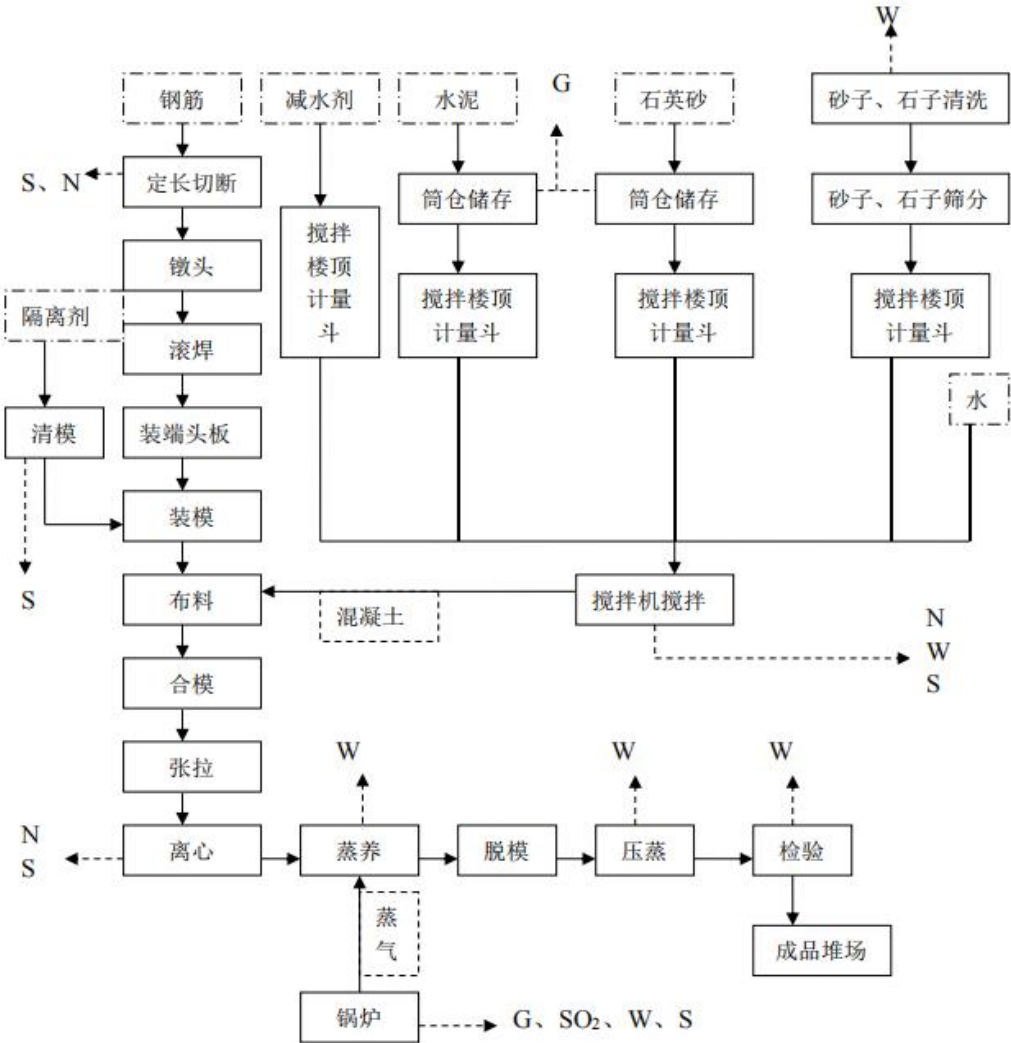 W
钢筋
减水剂
水泥
G
石英砂
砂子、石子清洗
S、N
定长切断
筒仓储存
筒仓储存
砂子、石子筛分
镦头
搅拌
楼顶
计量
斗
搅拌楼顶
计量斗
搅拌楼顶
计量斗
搅拌楼顶
计量斗
隔离剂
滚焊
水
清模
装端头板
装模
S
布料
混凝土
搅拌机搅拌
N
W
S
合模
张拉
W
W
W
N
S
离心
蒸养
脱模
压蒸
检验
蒸
气
成品堆场
锅炉
G、SO₂、W、S